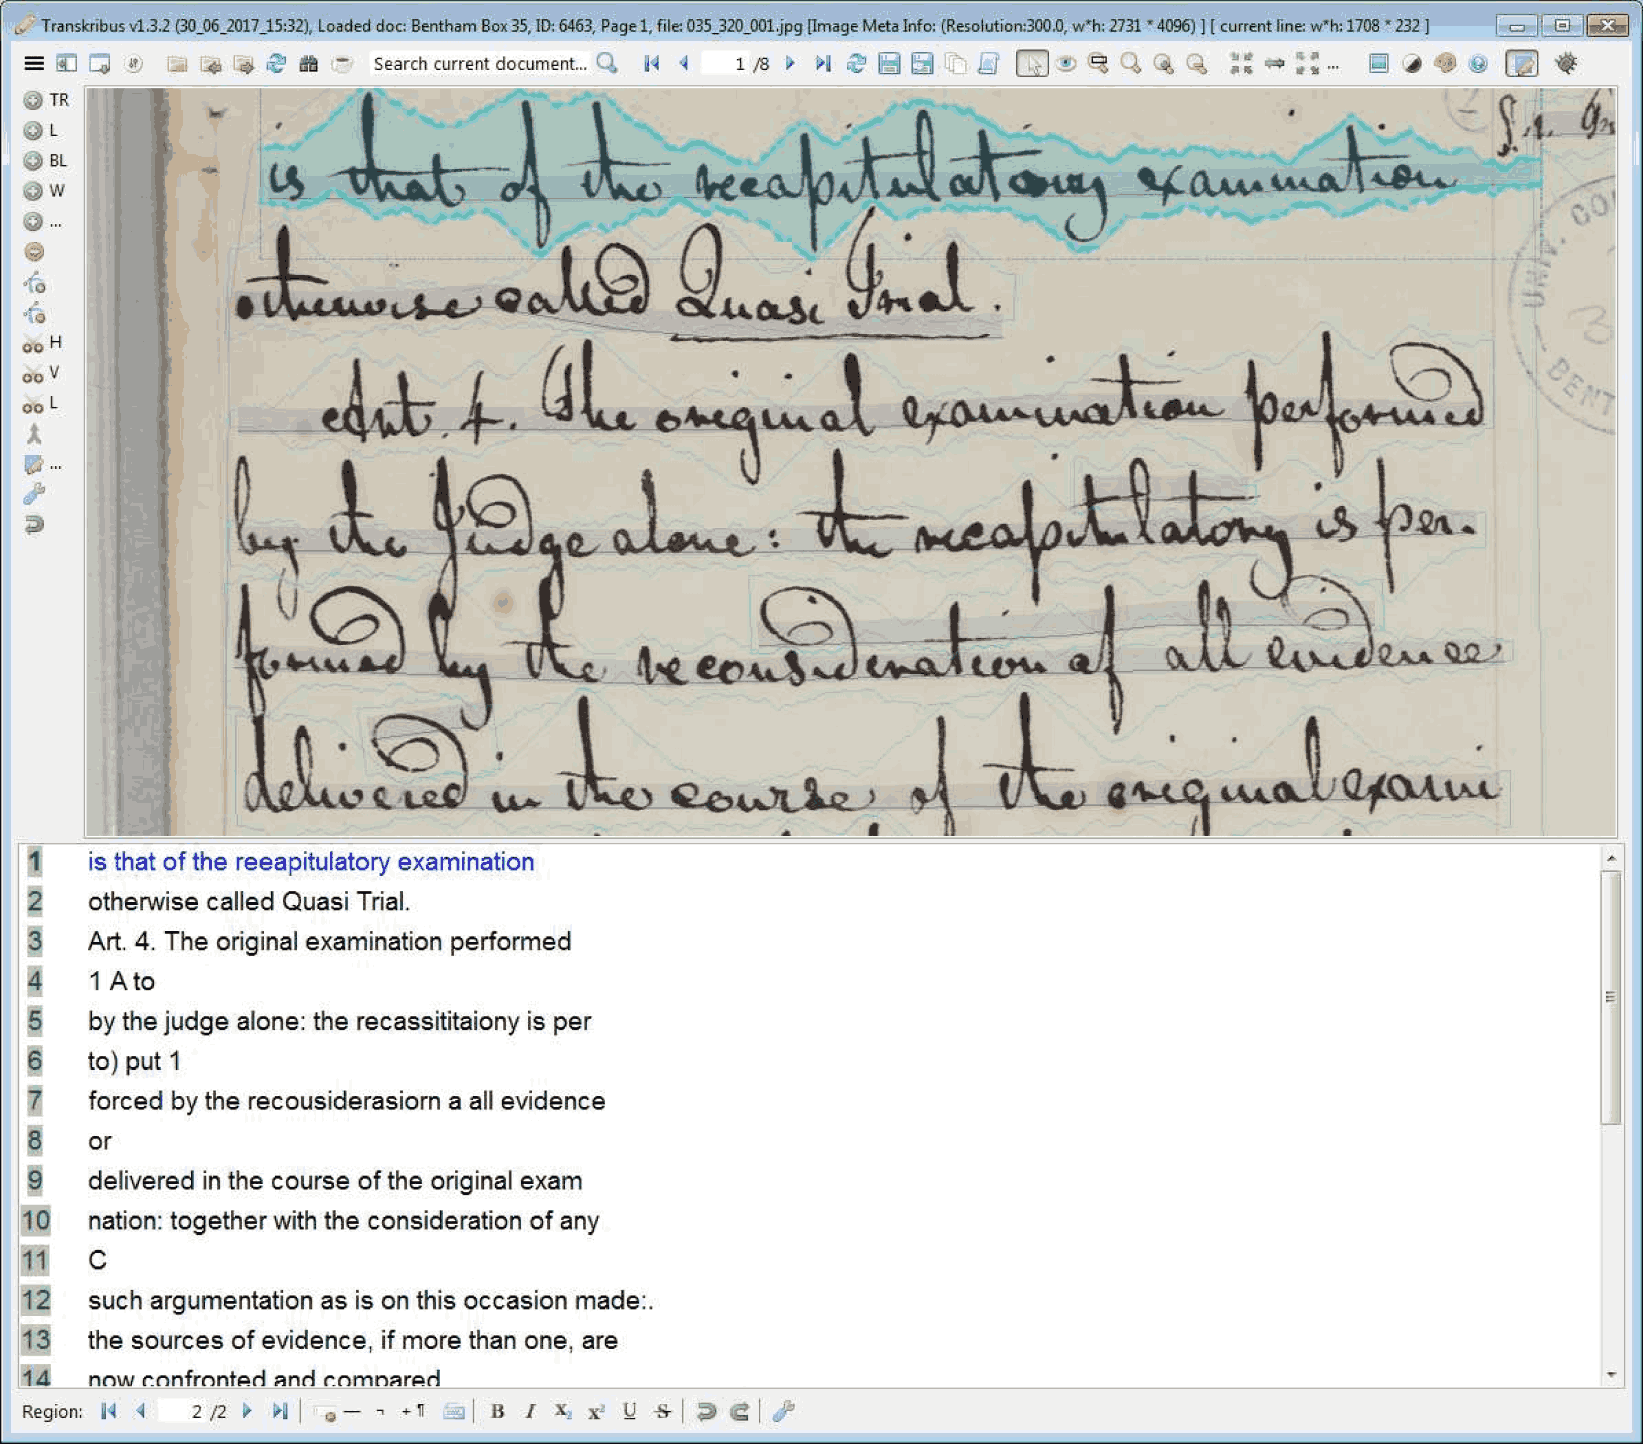 Transkribus v1.3.2 (30_06_2017_15:32), Loaded doc: Bentham Box 35, ID: 6463, Page 1, file: 035_320_001.jpg [Image Meta Info: (Resolution:300.0, w*h: 2731 * 4096) ] [ current line: w*h: 1708 * 232 ]
Search current document... 1 /8 ...
TR
L
BL
W
...
H
V
L
...
is that of the recapitulatory examination
otherwise called Quasi Trial.
Art. 4. The original examination performed
by the Judge alone: the recapitulatory is per-
formed by the reconsideration of all evidence
delivered in the course of the original exami
UNIV. COL
BENT
1 is that of the reeapitulatory examination
2 otherwise called Quasi Trial.
3 Art. 4. The original examination performed
4 1 A to
5 by the judge alone: the recassititaiony is per
6 to) put 1
7 forced by the recousiderasiorn a all evidence
8 or
9 delivered in the course of the original exam
10 nation: together with the consideration of any
11 C
12 such argumentation as is on this occasion made:.
13 the sources of evidence, if more than one, are
14 now confronted and compared
Region: 2 /2 B I X₂ X² U S